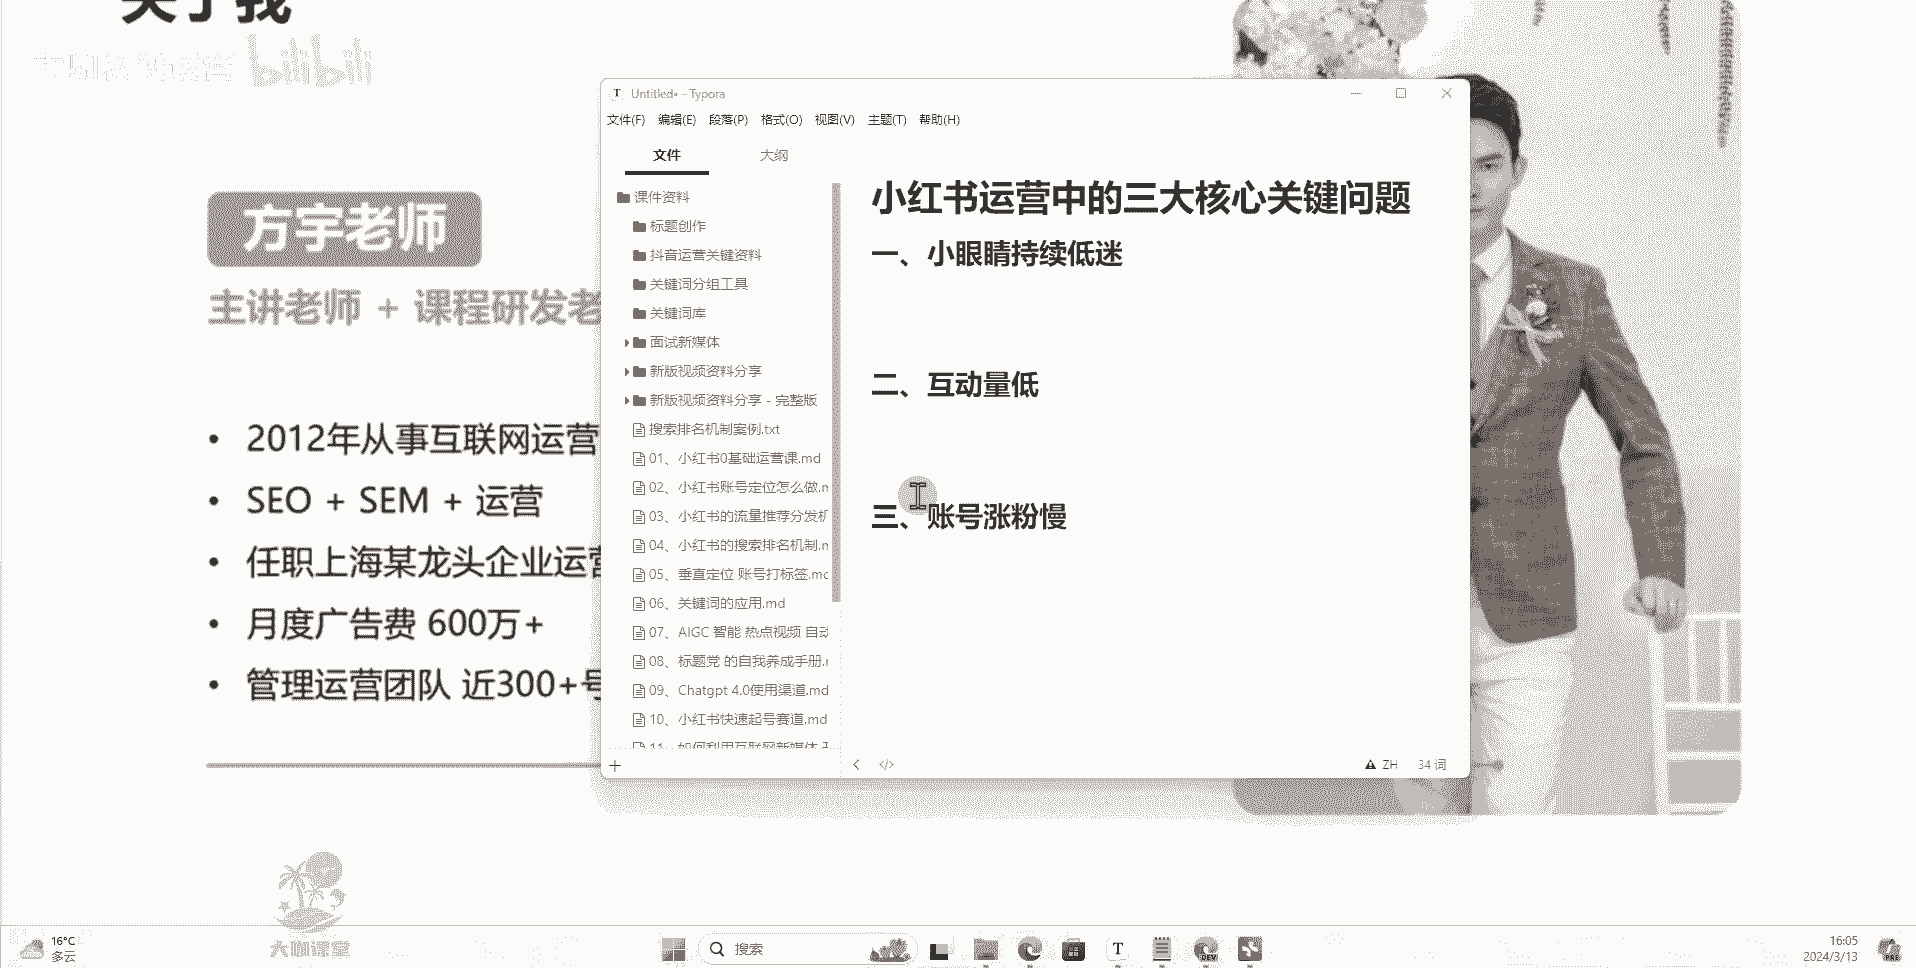 关于我
bilibili
方宇老师
主讲老师 + 课程研发老
• 2012年从事互联网运营
• SEO + SEM + 运营
• 任职上海某龙头企业运营
• 月度广告费 600万+
• 管理运营团队 近300+号
Untitled• - Typora
文件(F) 编辑(E) 段落(P) 格式(O) 视图(V) 主题(T) 帮助(H)
文件 大纲
课件资料
标题创作
抖音运营关键资料
关键词分组工具
关键词库
面试新媒体
新版视频资料分享
新版视频资料分享 - 完整版
搜索排名机制案例.txt
01、小红书0基础运营课.md
02、小红书账号定位怎么做.m
03、小红书的流量推荐分发机
04、小红书的搜索排名机制.m
05、垂直定位 账号打标签.md
06、关键词的应用.md
07、AIGC 智能 热点视频 自动
08、标题党 的自我养成手册.m
09、Chatgpt 4.0使用渠道.md
10、小红书快速起号赛道.md
11、如何利用互联网新媒体
小红书运营中的三大核心关键问题
一、小眼睛持续低迷
二、互动量低
三、账号涨粉慢
ZH 34 词
大咖课堂
16°C
多云
搜索
T
DEV
16:05
2024/3/13
PRE